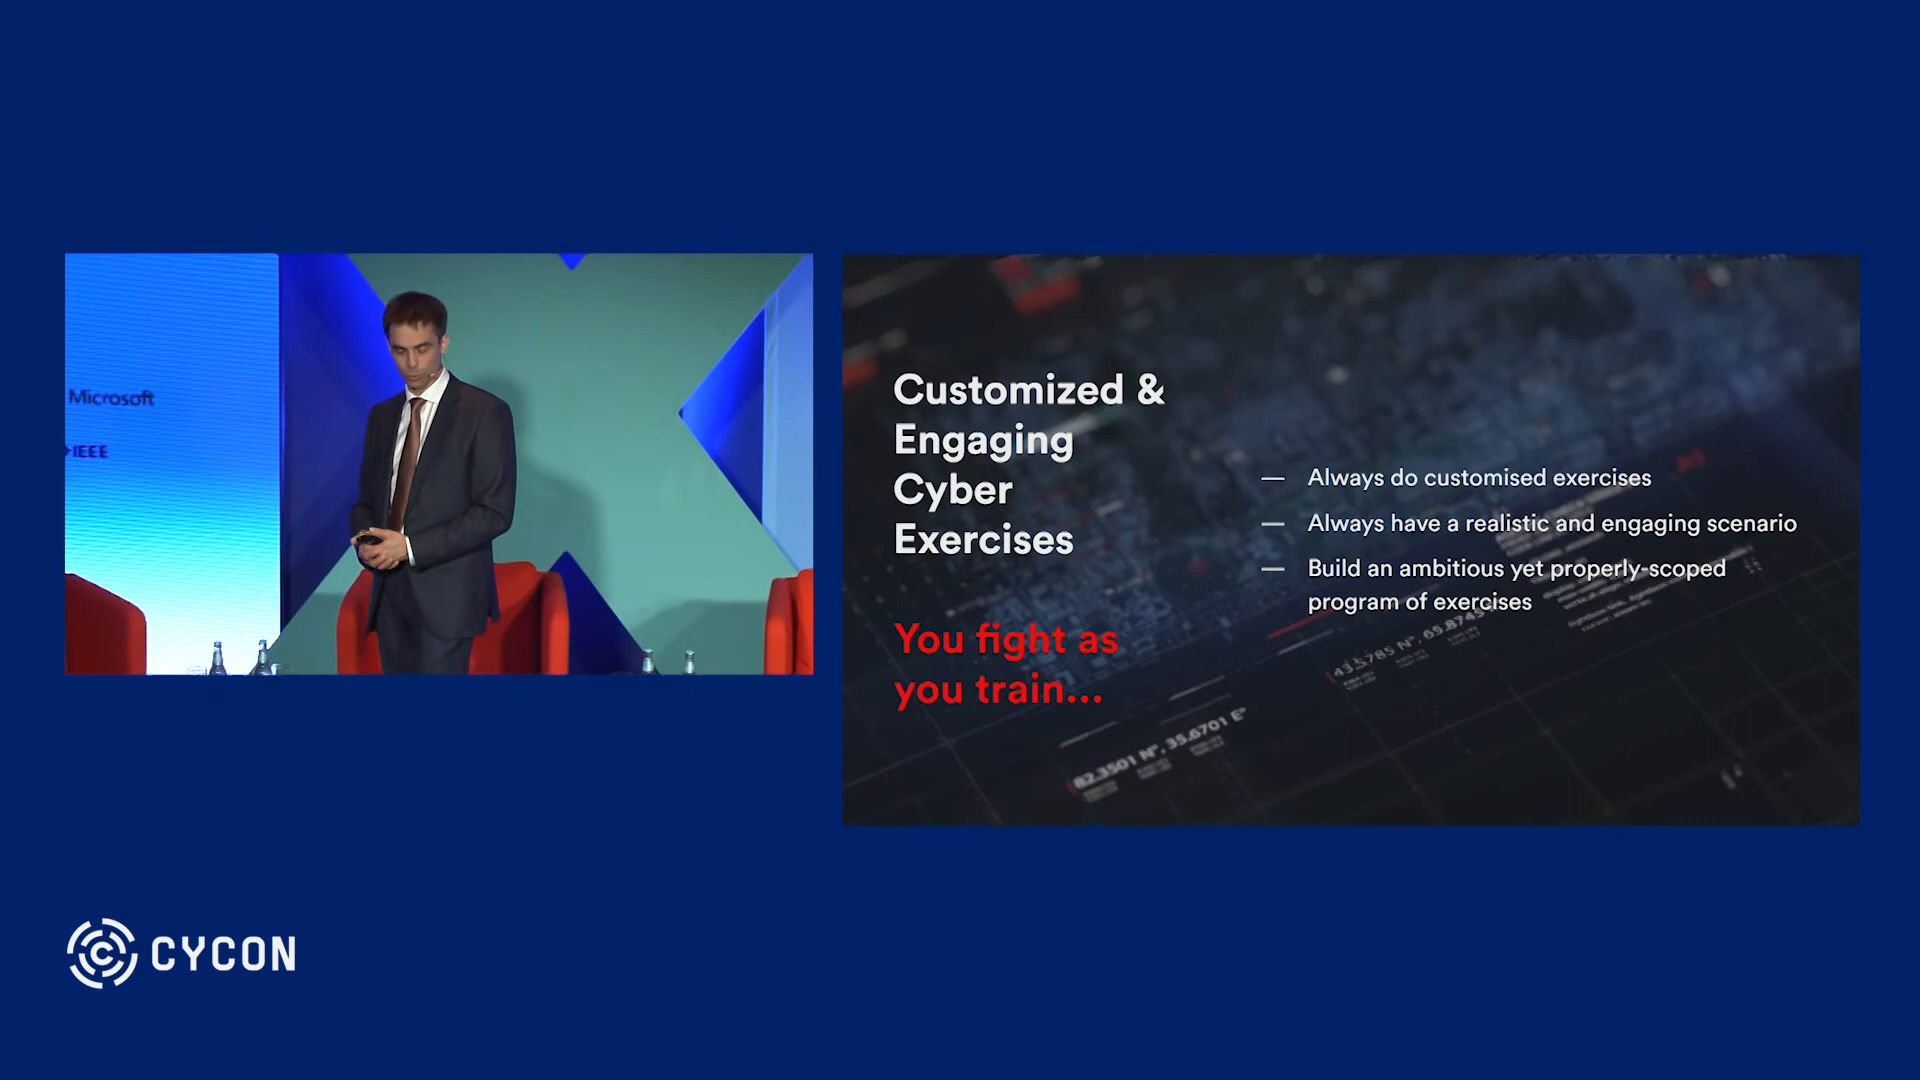 Microsoft
IEEE
Customized &
Engaging
Cyber
Exercises
You fight as
you train...
— Always do customised exercises
— Always have a realistic and engaging scenario
— Build an ambitious yet properly-scoped
program of exercises
43.5785 N°, 65.8745
82.3501 N°, 35.6701 E°
CYCON